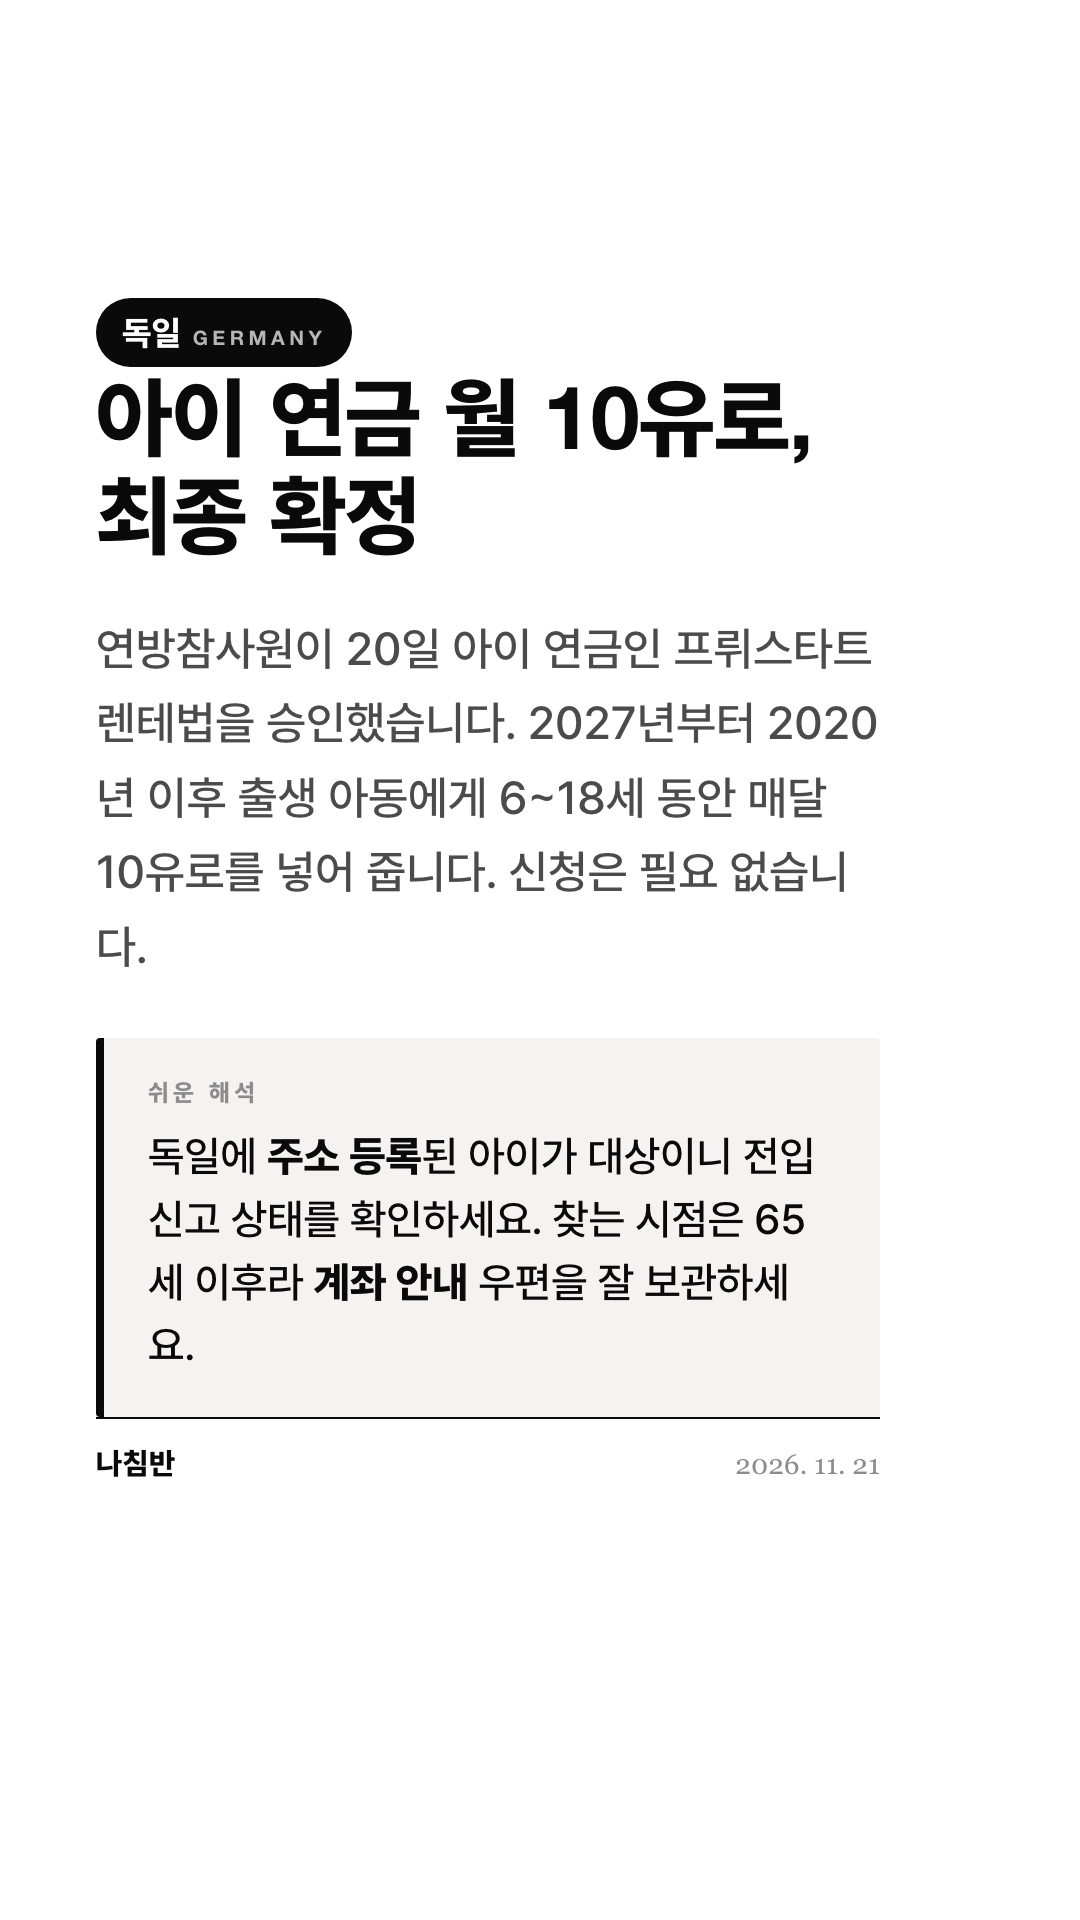 독일 GERMANY
아이 연금 월 10유로,
최종 확정
연방참사원이 20일 아이 연금인 프뤼스타트
렌테법을 승인했습니다. 2027년부터 2020
년 이후 출생 아동에게 6~18세 동안 매달
10유로를 넣어 줍니다. 신청은 필요 없습니
다.
쉬운 해석
독일에 주소 등록된 아이가 대상이니 전입
신고 상태를 확인하세요. 찾는 시점은 65
세 이후라 계좌 안내 우편을 잘 보관하세
요.
나침반
2026. 11. 21